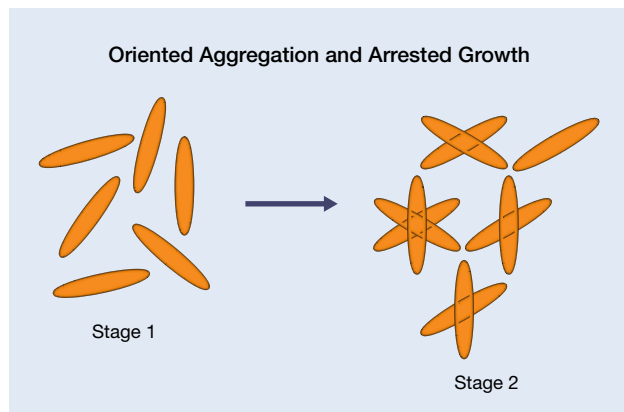 Oriented Aggregation and Arrested Growth
Stage 1
Stage 2